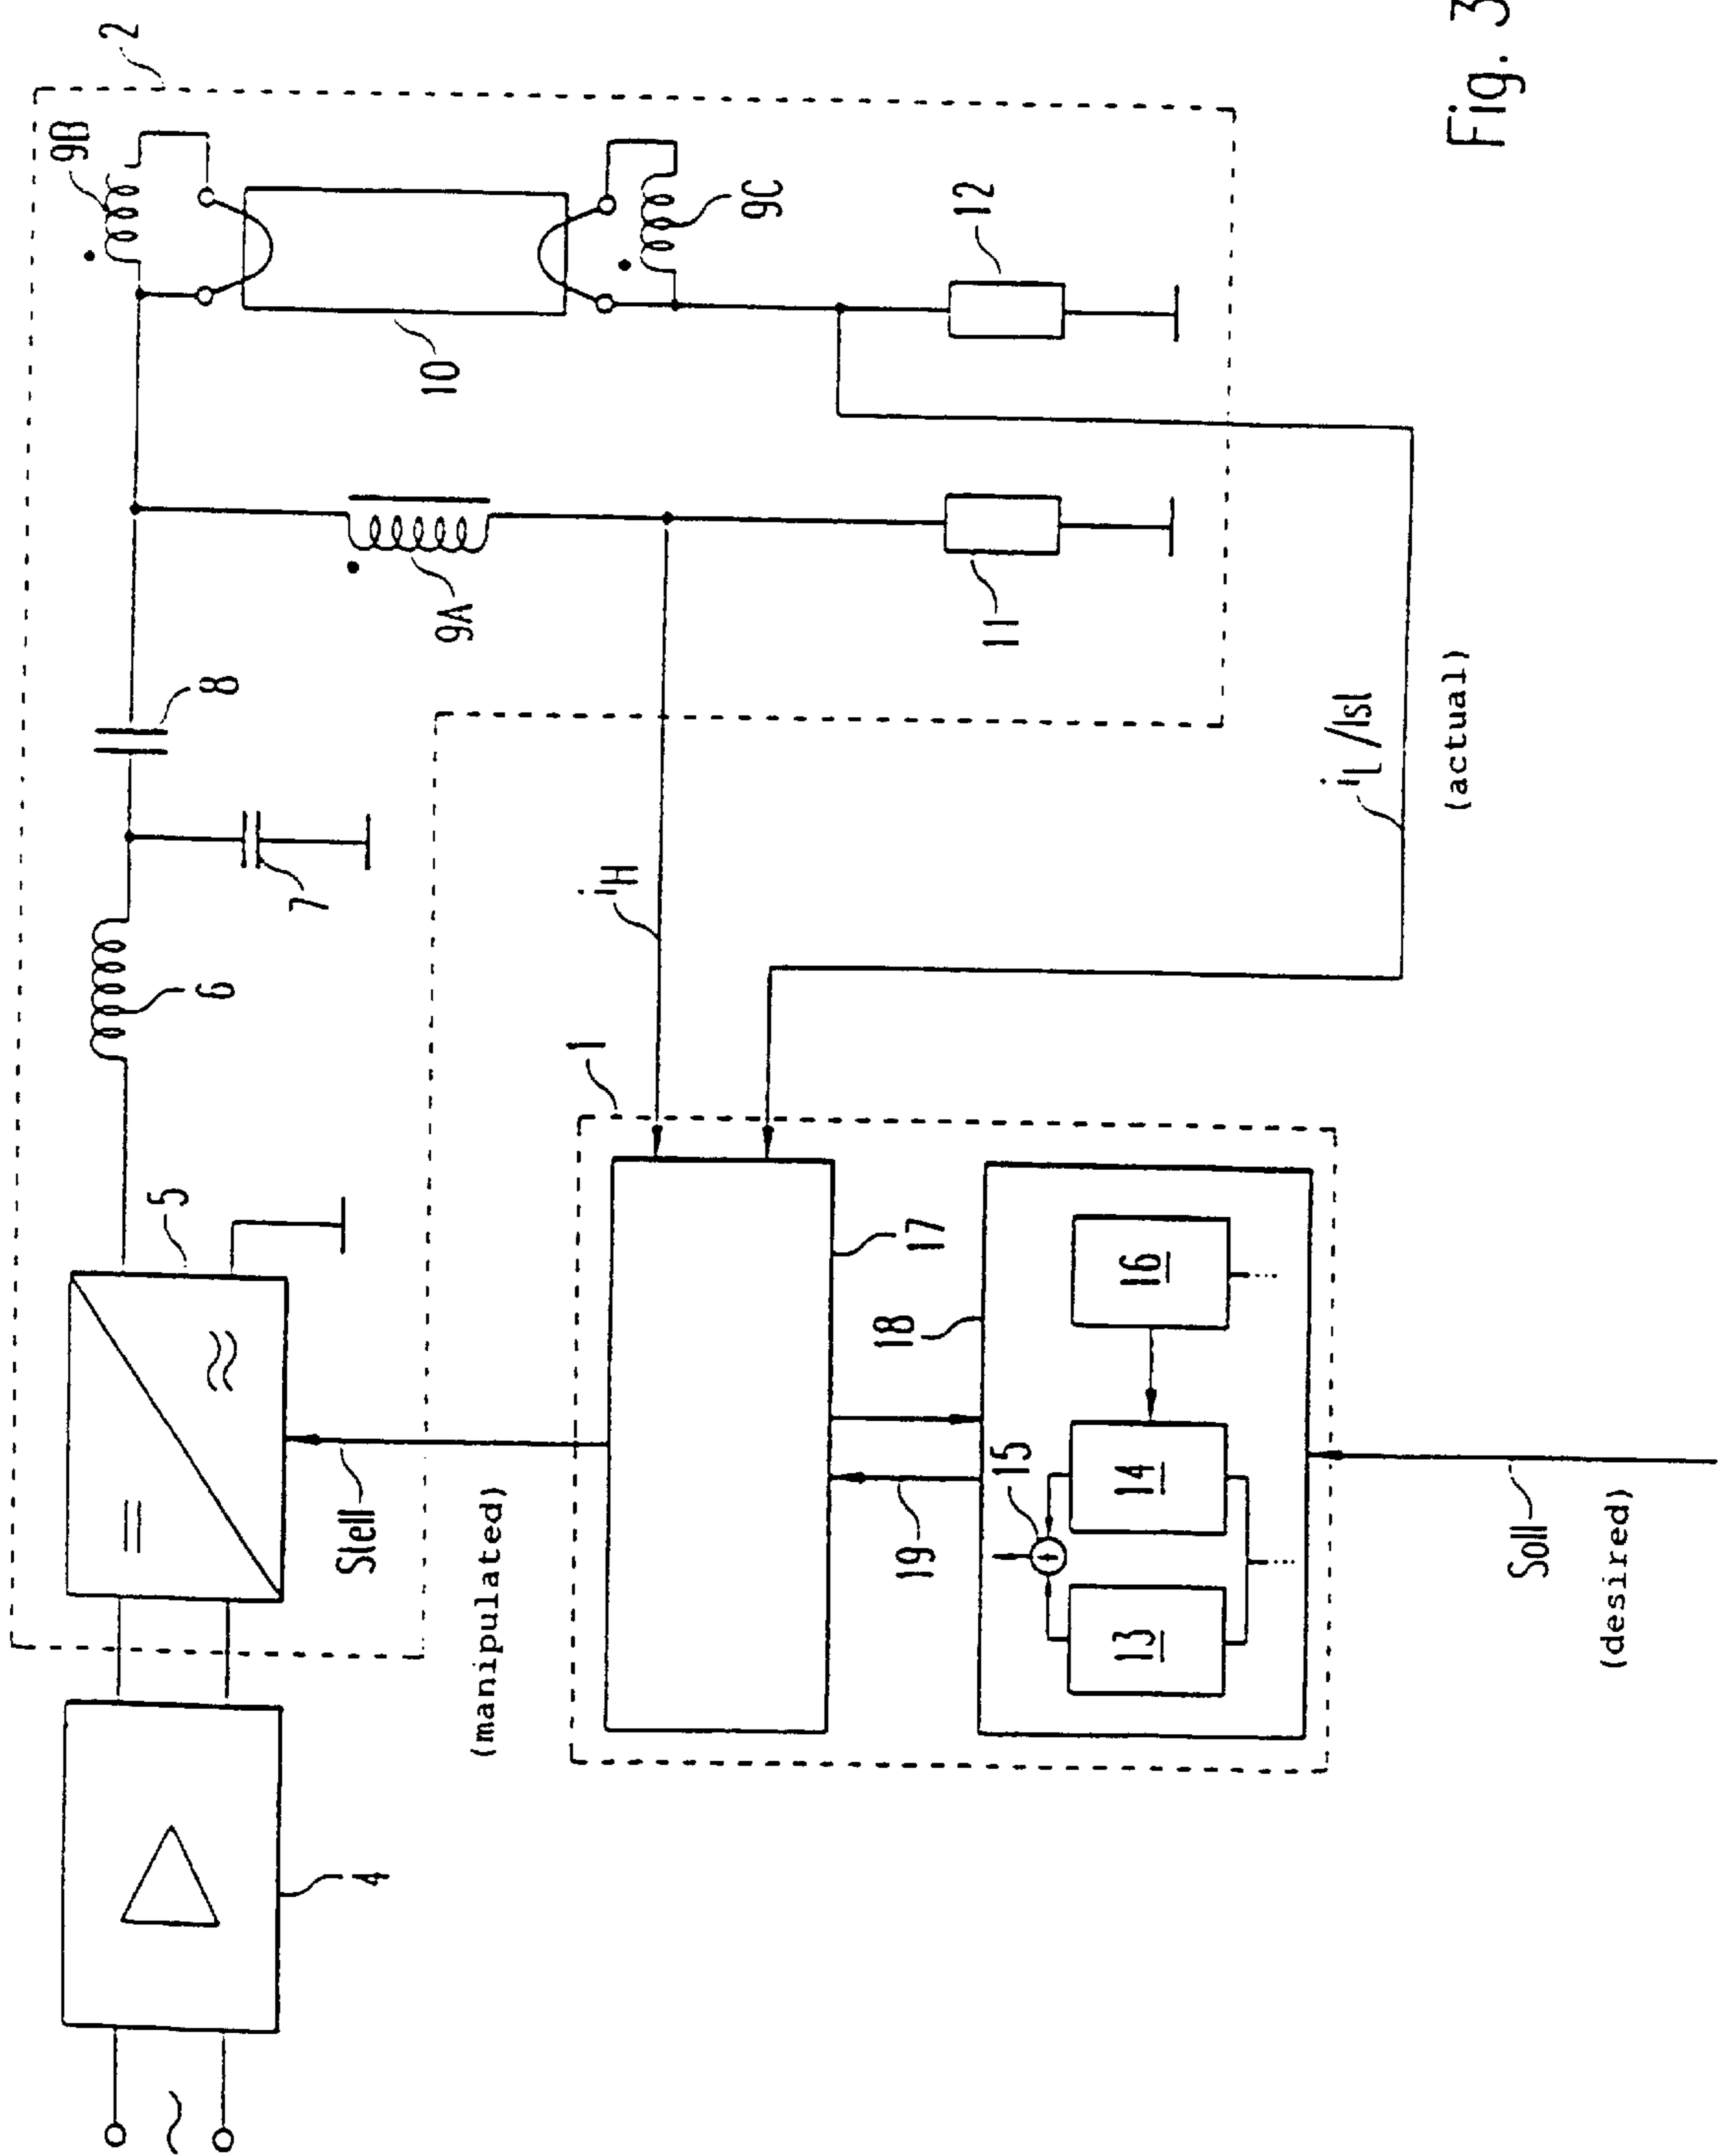 2
9B
9C
10
12
8
9A
11
7
6
iH
iL/Isl
(actual)
5
1
17
Stell
(manipulated)
18
16
15
14
19
13
4
~
Soll
(desired)
Fig. 3